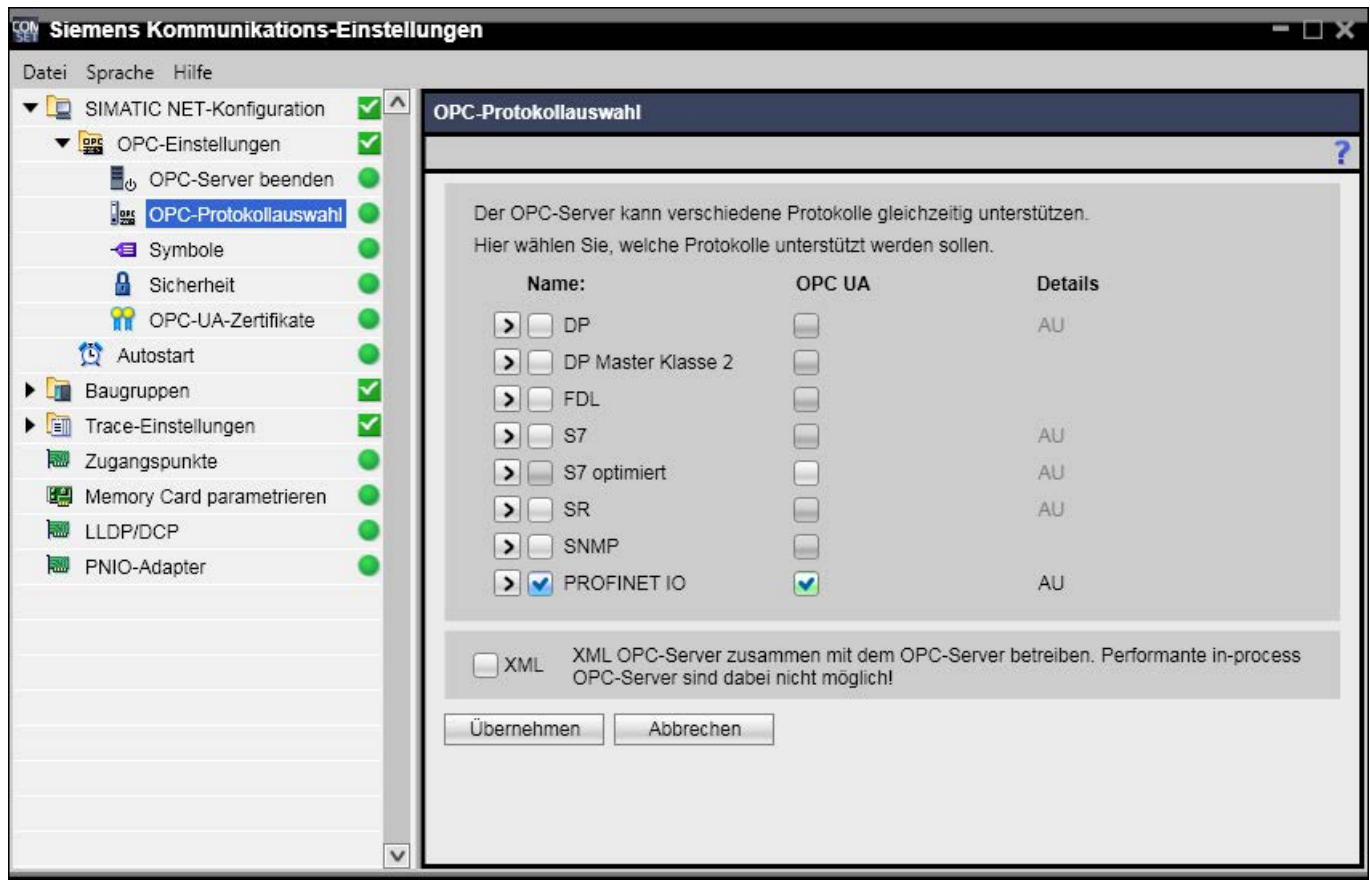 CON SET Siemens Kommunikations-Einstellungen
Datei Sprache Hilfe
SIMATIC NET-Konfiguration
OPC-Einstellungen
OPC-Server beenden
OPC-Protokollauswahl
Symbole
Sicherheit
OPC-UA-Zertifikate
Autostart
Baugruppen
Trace-Einstellungen
Zugangspunkte
Memory Card parametrieren
LLDP/DCP
PNIO-Adapter
OPC-Protokollauswahl
?
Der OPC-Server kann verschiedene Protokolle gleichzeitig unterstützen.
Hier wählen Sie, welche Protokolle unterstützt werden sollen.
Name: OPC UA Details
DP AU
DP Master Klasse 2
FDL
S7 AU
S7 optimiert AU
SR AU
SNMP
PROFINET IO AU
XML
XML OPC-Server zusammen mit dem OPC-Server betreiben. Performante in-process
OPC-Server sind dabei nicht möglich!
Übernehmen Abbrechen